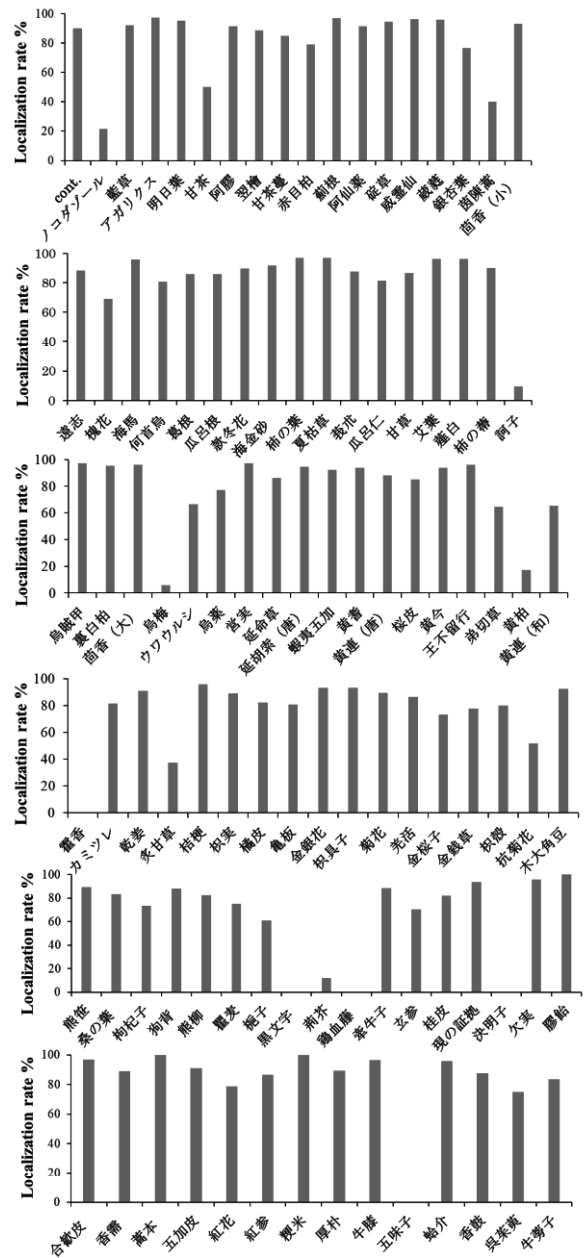 Localization rate %
100
80
60
40
20
0
cont.
ノコダゾール
藍草
アガリクス
明日葉
甘茶
阿膠
翌檜
甘茶蔓
赤目柏
薊根
阿仙薬
碇草
威霊仙
葳蕤
銀杏葉
茵陳蒿
茴香（小）
Localization rate %
100
80
60
40
20
0
遠志
槐花
海馬
何首烏
葛根
瓜呂根
款冬花
海金砂
柿の葉
夏枯草
我朮
瓜呂仁
甘草
艾葉
薤白
柿の蔕
訶子
Localization rate %
100
80
60
40
20
0
烏賊甲
裏白柏
茴香（大）
烏梅
ウワウルシ
烏薬
営実
延命草
延胡索（唐）
蝦夷五加
黄耆
黄連（唐）
桜皮
黄今
王不留行
弟切草
黄柏
黄連（和）
Localization rate %
100
80
60
40
20
0
霍香
カミツレ
乾姜
炙甘草
桔梗
枳実
橘皮
亀板
金銀花
枳具子
菊花
羌活
金桜子
金銭草
枳殻
杭菊花
木大角豆
Localization rate %
100
80
60
40
20
0
熊笹
桑の葉
枸杞子
狗背
熊柳
瞿麦
梔子
黒文字
荊芥
鶏血藤
牽牛子
玄参
桂皮
現の証拠
決明子
欠実
膠飴
Localization rate %
100
80
60
40
20
0
合歓皮
香需
藁本
五加皮
紅花
紅参
粳米
厚朴
牛膝
五味子
蛤介
香鼓
呉茱萸
牛蒡子